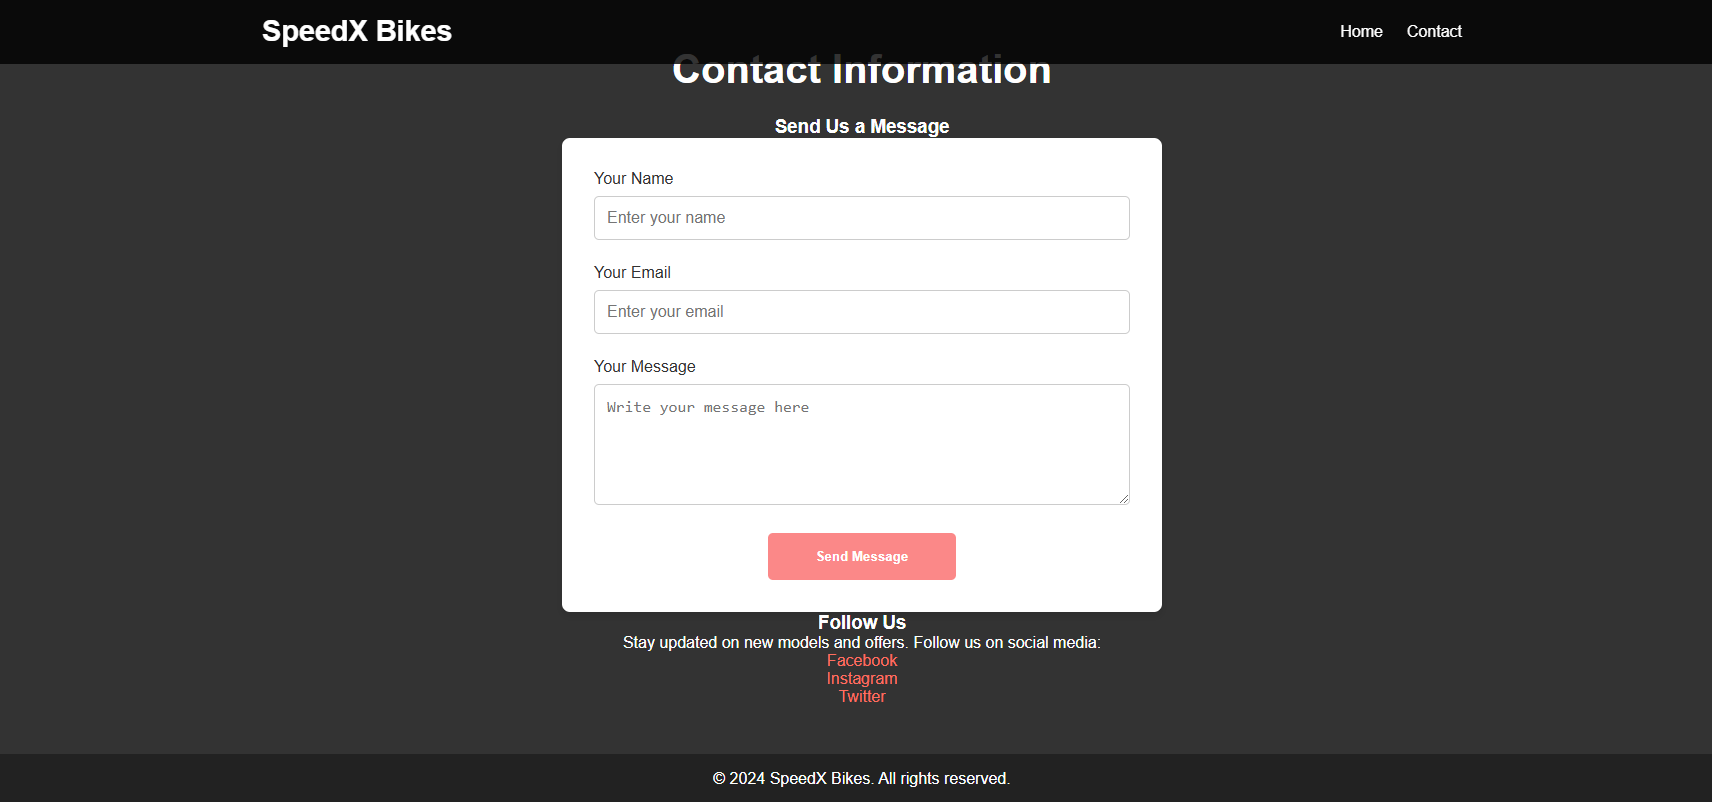 SpeedX Bikes
Home
Contact
Contact Information
Send Us a Message
Your Name
Enter your name
Your Email
Enter your email
Your Message
Write your message here
Send Message
Follow Us
Stay updated on new models and offers. Follow us on social media:
Facebook
Instagram
Twitter
© 2024 SpeedX Bikes. All rights reserved.